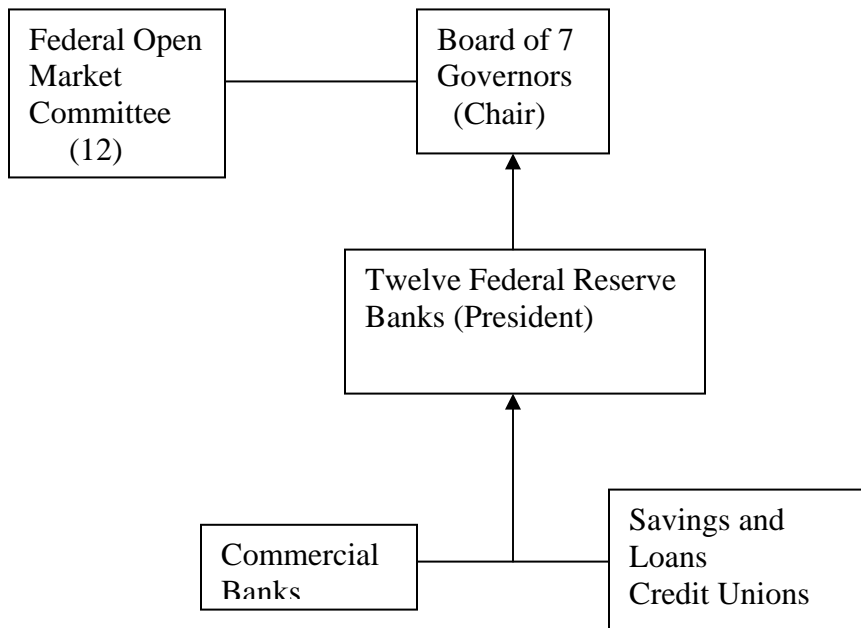 Federal Open
Market
Committee
(12)
Board of 7
Governors
(Chair)
Twelve Federal Reserve
Banks (President)
Commercial
Banks
Savings and
Loans
Credit Unions